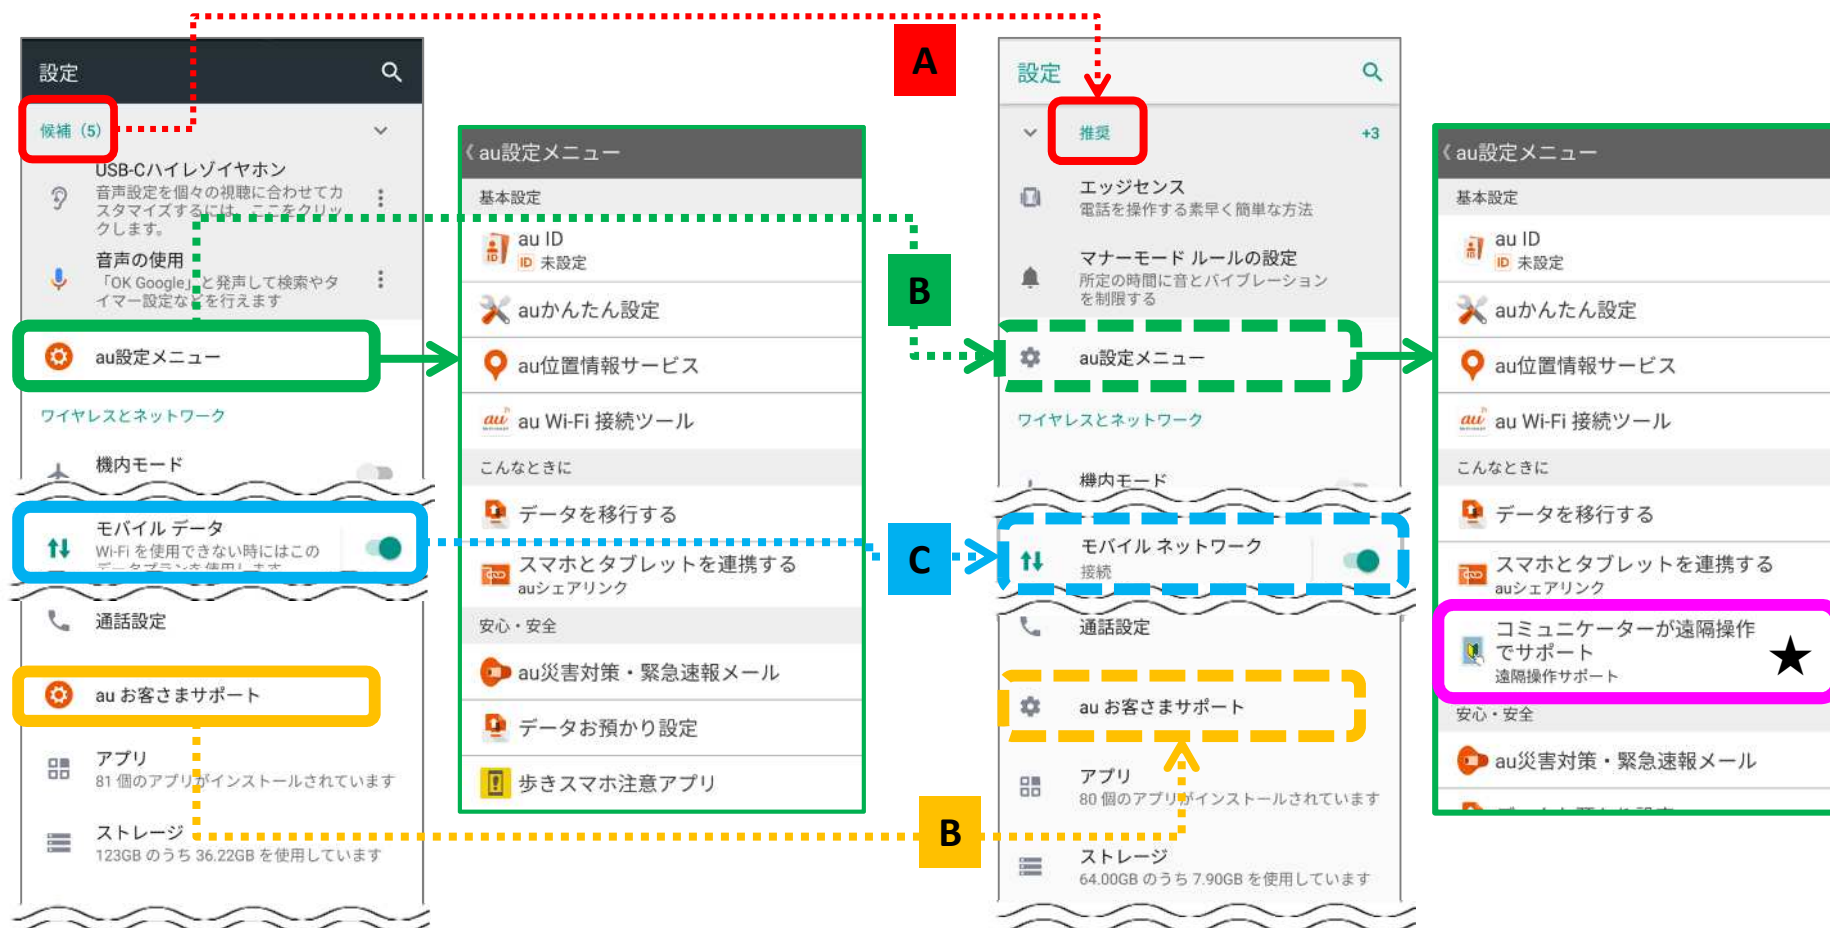 設定
候補 (5)
USB-Cハイレゾイヤホン
音声設定を個々の視聴に合わせてカ
スタマイズするには、ここをクリッ
クします。
音声の使用
「OK Google」と発声して検索やタ
イマー設定などを行えます
au設定メニュー
ワイヤレスとネットワーク
機内モード
モバイル データ
Wi-Fi を使用できない時にはこの
データプランを使用します
通話設定
au お客さまサポート
アプリ
81 個のアプリがインストールされています
ストレージ
123GB のうち 36.22GB を使用しています
《 au設定メニュー
基本設定
au ID
ID 未設定
auかんたん設定
au位置情報サービス
au Wi-Fi 接続ツール
こんなときに
データを移行する
スマホとタブレットを連携する
auシェアリンク
安心・安全
au災害対策・緊急速報メール
データお預かり設定
歩きスマホ注意アプリ
A
B
C
B
設定
推奨
+3
エッジセンス
電話を操作する素早く簡単な方法
マナーモード ルールの設定
所定の時間に音とバイブレーション
を制限する
au設定メニュー
ワイヤレスとネットワーク
機内モード
モバイル ネットワーク
接続
通話設定
au お客さまサポート
アプリ
80 個のアプリがインストールされています
ストレージ
64.00GB のうち 7.90GB を使用しています
《 au設定メニュー
基本設定
au ID
ID 未設定
auかんたん設定
au位置情報サービス
au Wi-Fi 接続ツール
こんなときに
データを移行する
スマホとタブレットを連携する
auシェアリンク
コミュニケーターが遠隔操作
でサポート
遠隔操作サポート
★
安心・安全
au災害対策・緊急速報メール